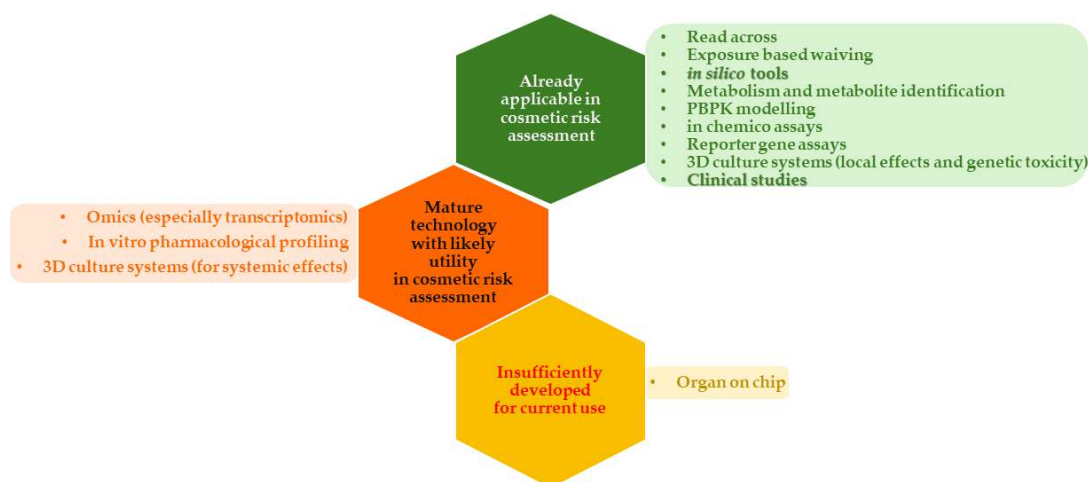 Already
applicable in
cosmetic risk
assessment
• Read across
• Exposure based waiving
• in silico tools
• Metabolism and metabolite identification
• PBPK modelling
• in chemico assays
• Reporter gene assays
• 3D culture systems (local effects and genetic toxicity)
• Clinical studies
Mature
technology
with likely
utility
in cosmetic risk
assessment
• Omics (especially transcriptomics)
• In vitro pharmacological profiling
• 3D culture systems (for systemic effects)
Insufficiently
developed
for current use
• Organ on chip